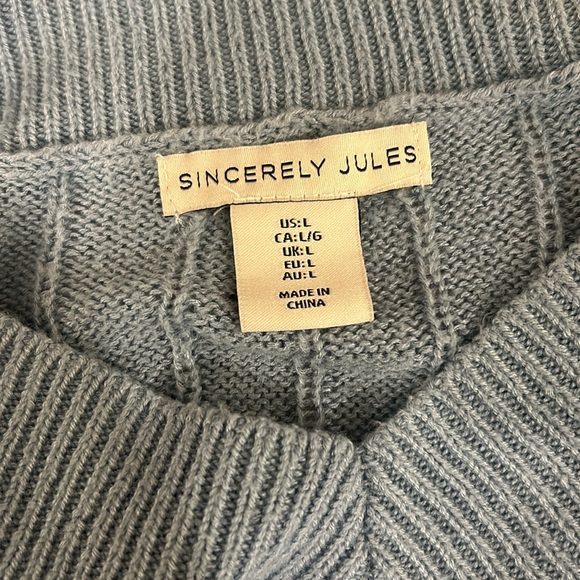 SINCERELY JULES
US: L
CA: L/G
UK: L
EU: L
AU: L
MADE IN
CHINA